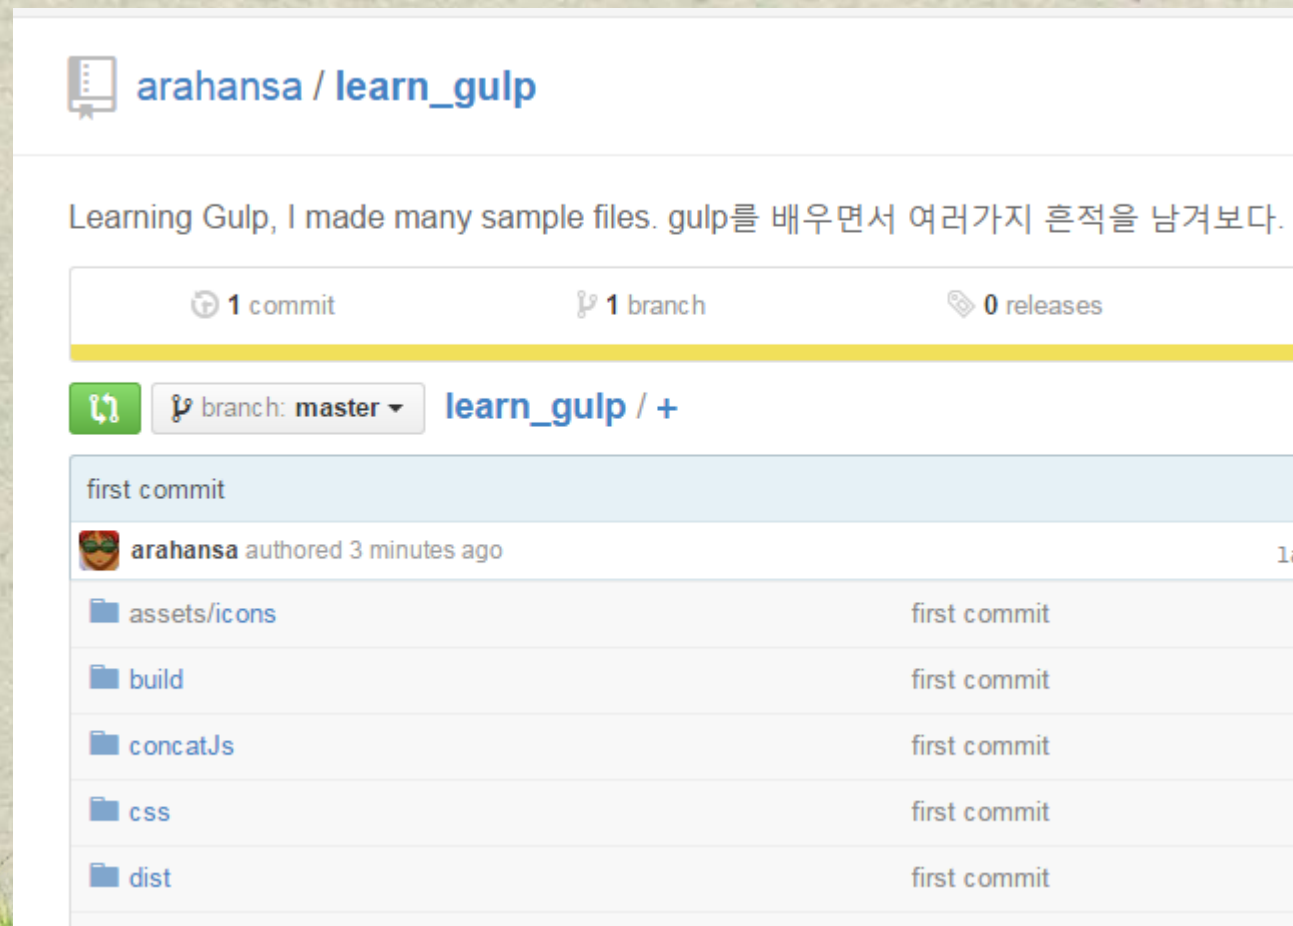 arahansa / learn_gulp
Learning Gulp, I made many sample files. gulp를 배우면서 여러가지 흔적을 남겨보다.
1 commit 1 branch 0 releases
branch: master learn_gulp / +
first commit
arahansa authored 3 minutes ago
assets/icons first commit
build first commit
concatJs first commit
css first commit
dist first commit